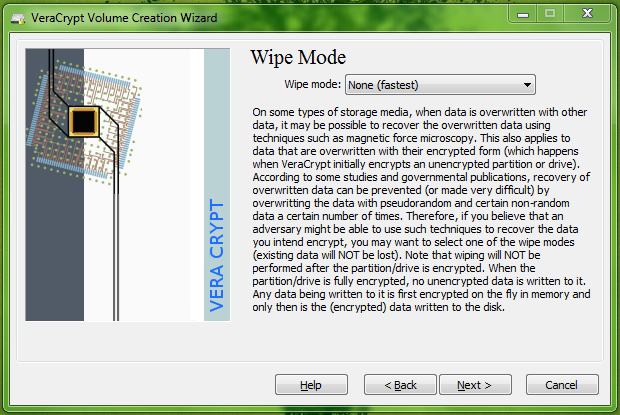 VeraCrypt Volume Creation Wizard
Wipe Mode
Wipe mode: None (fastest)
On some types of storage media, when data is overwritten with other
data, it may be possible to recover the overwritten data using
techniques such as magnetic force microscopy. This also applies to
data that are overwritten with their encrypted form (which happens
when VeraCrypt initially encrypts an unencrypted partition or drive).
According to some studies and governmental publications, recovery of
overwritten data can be prevented (or made very difficult) by
overwritting the data with pseudorandom and certain non-random
data a certain number of times. Therefore, if you believe that an
adversary might be able to use such techniques to recover the data
you intend encrypt, you may want to select one of the wipe modes
(existing data will NOT be lost). Note that wiping will NOT be
performed after the partition/drive is encrypted. When the
partition/drive is fully encrypted, no unencrypted data is written to it.
Any data being written to it is first encrypted on the fly in memory and
only then is the (encrypted) data written to the disk.
VERA CRYPT
Help < Back Next > Cancel